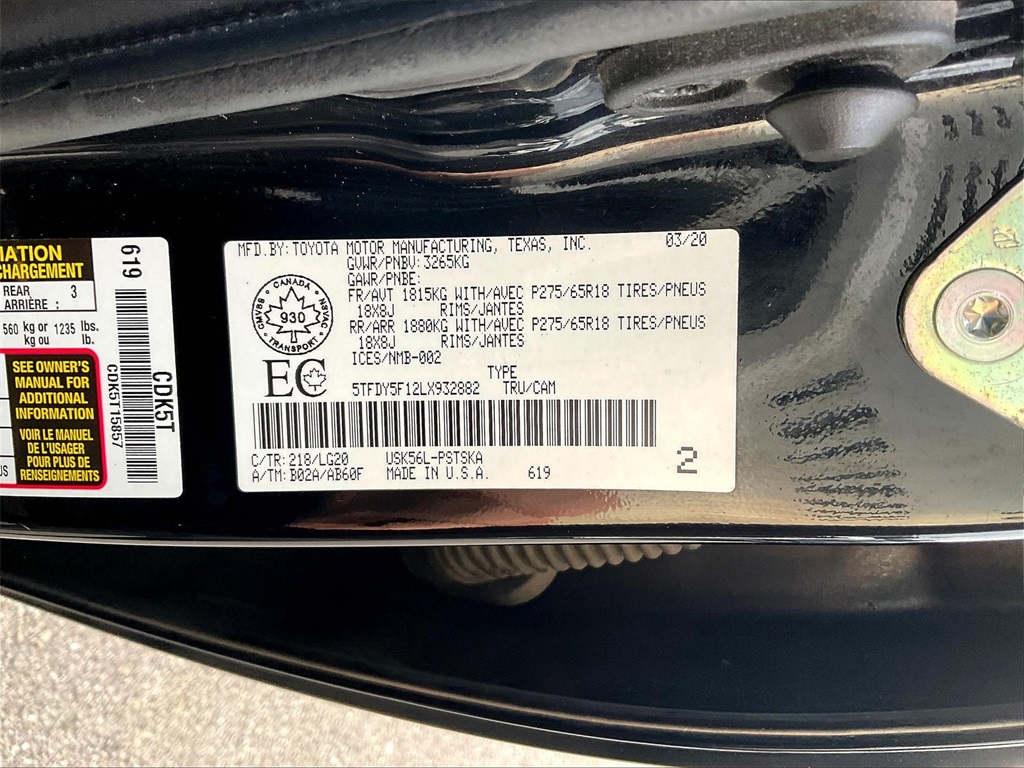 MATION
CHARGEMENT
REAR 3
ARRIÈRE :
560 kg or 1235 lbs.
kg ou lb.
SEE OWNER'S
MANUAL FOR
ADDITIONAL
INFORMATION
VOIR LE MANUEL
DE L'USAGER
POUR PLUS DE
RENSEIGNEMENTS
US
619
CDK5T
CDK5T15857
MFD.BY:TOYOTA MOTOR MANUFACTURING, TEXAS, INC. 03/20
GVWR/PNBV:3265KG
GAWR/PNBE:
FR/AVT 1815KG WITH/AVEC P275/65R18 TIRES/PNEUS
18X8J RIMS/JANTES
RR/ARR 1880KG WITH/AVEC P275/65R18 TIRES/PNEUS
18X8J RIMS/JANTES
ICES/NMB-002
CANADA
CMVSS NSVAC
930
TRANSPORT
EC
TYPE
5TFDY5F12LX932882 TRU/CAM
C/TR:218/LG20 USK56L-PSTSKA
A/TM:B02A/AB60F MADE IN U.S.A. 619
2